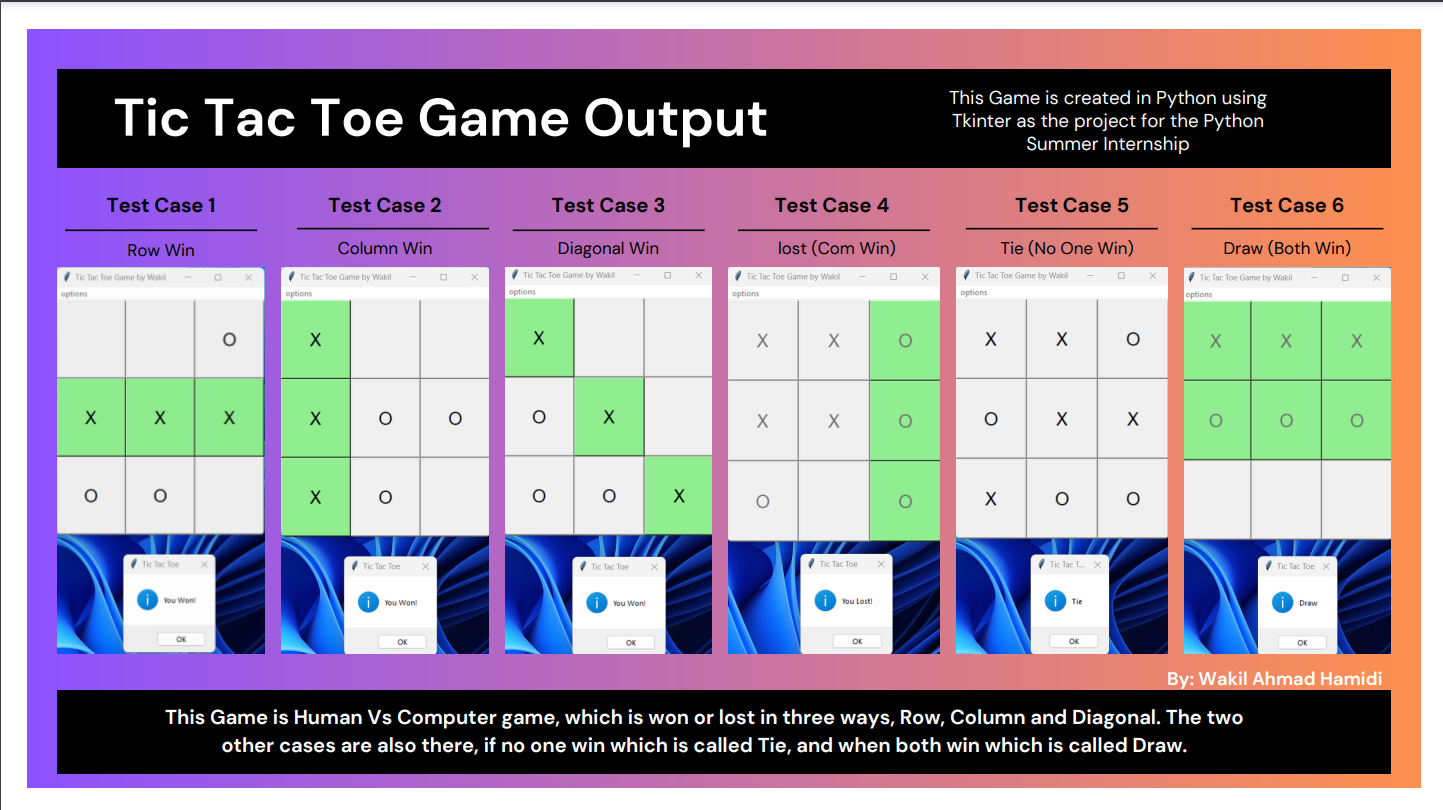 Tic Tac Toe Game Output
This Game is created in Python using
Tkinter as the project for the Python
Summer Internship
Test Case 1
Row Win
Tic Tac Toe Game by Wakil
options
O
X X X
O O
Tic Tac Toe
You Won!
OK
Test Case 2
Column Win
Tic Tac Toe Game by Wakil
options
X
X O O
X O
Tic Tac Toe
You Won!
OK
Test Case 3
Diagonal Win
Tic Tac Toe Game by Wakil
options
X
O X
O O X
Tic Tac Toe
You Won!
OK
Test Case 4
lost (Com Win)
Tic Tac Toe Game by Wakil
options
X X O
X X O
O O
Tic Tac Toe
You Lost!
OK
Test Case 5
Tie (No One Win)
Tic Tac Toe Game by Wakil
options
X X O
O X X
X O O
Tic Tac T...
Tie
OK
Test Case 6
Draw (Both Win)
Tic Tac Toe Game by Wakil
options
X X X
O O O
Tic Tac Toe
Draw
OK
By: Wakil Ahmad Hamidi
This Game is Human Vs Computer game, which is won or lost in three ways, Row, Column and Diagonal. The two
other cases are also there, if no one win which is called Tie, and when both win which is called Draw.